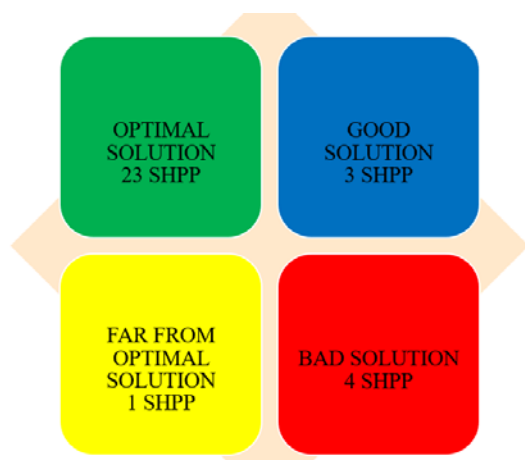 OPTIMAL
SOLUTION
23 SHPP
GOOD
SOLUTION
3 SHPP
FAR FROM
OPTIMAL
SOLUTION
1 SHPP
BAD SOLUTION
4 SHPP